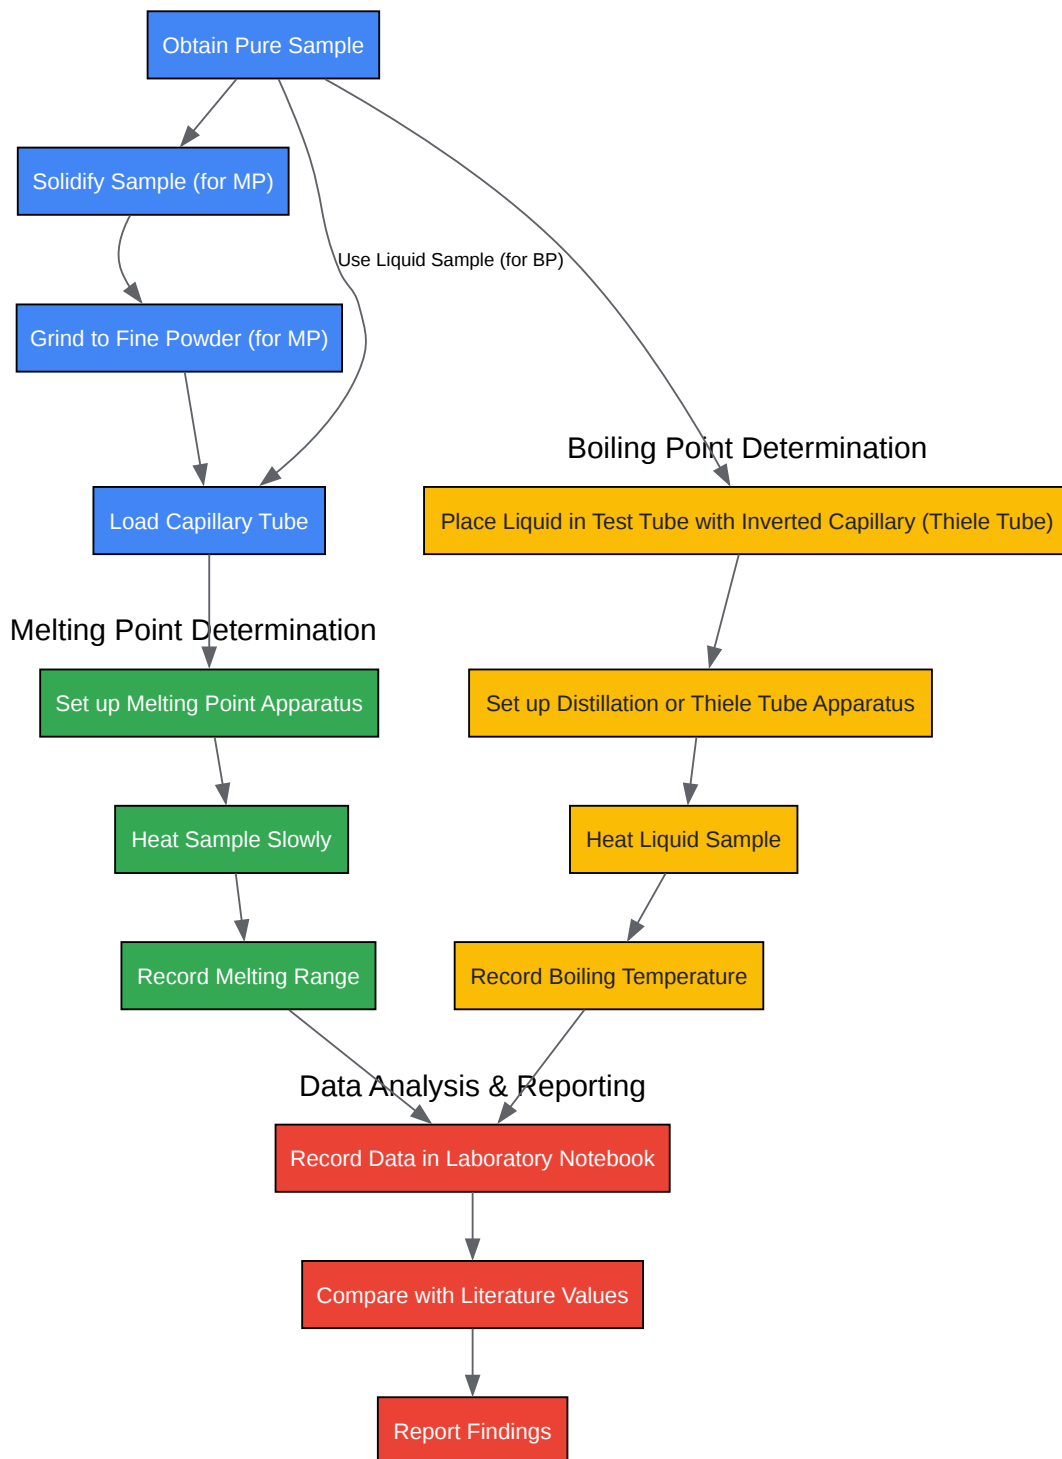 Obtain Pure Sample
Solidify Sample (for MP)
Use Liquid Sample (for BP)
Grind to Fine Powder (for MP)
Boiling Point Determination
Load Capillary Tube
Place Liquid in Test Tube with Inverted Capillary (Thiele Tube)
Melting Point Determination
Set up Melting Point Apparatus
Set up Distillation or Thiele Tube Apparatus
Heat Sample Slowly
Heat Liquid Sample
Record Melting Range
Record Boiling Temperature
Data Analysis & Reporting
Record Data in Laboratory Notebook
Compare with Literature Values
Report Findings